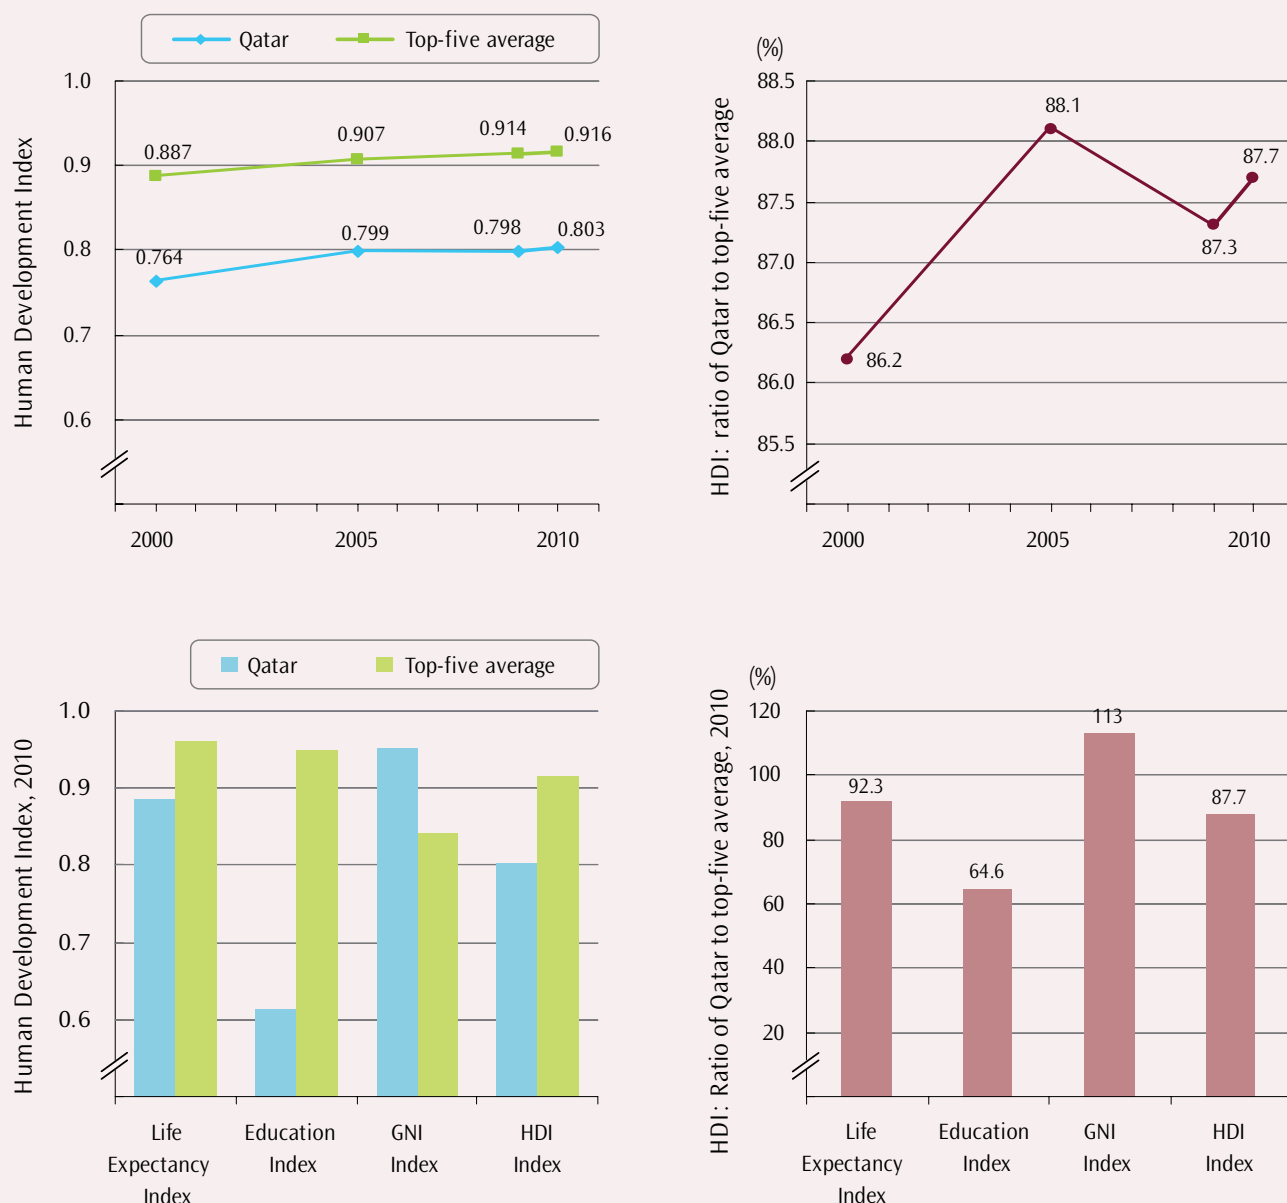 Qatar
Top-five average
Human Development Index
1.0
0.9
0.8
0.7
0.6
0.887
0.907
0.914
0.916
0.764
0.799
0.798
0.803
2000
2005
2010
(%)
HDI: ratio of Qatar to top-five average
88.5
88.0
87.5
87.0
86.5
86.0
85.5
86.2
88.1
87.3
87.7
2000
2005
2010
Qatar
Top-five average
Human Development Index, 2010
1.0
0.9
0.8
0.7
0.6
Life
Expectancy
Index
Education
Index
GNI
Index
HDI
Index
(%)
HDI: Ratio of Qatar to top-five average, 2010
120
100
80
60
40
20
92.3
64.6
113
87.7
Life
Expectancy
Index
Education
Index
GNI
Index
HDI
Index